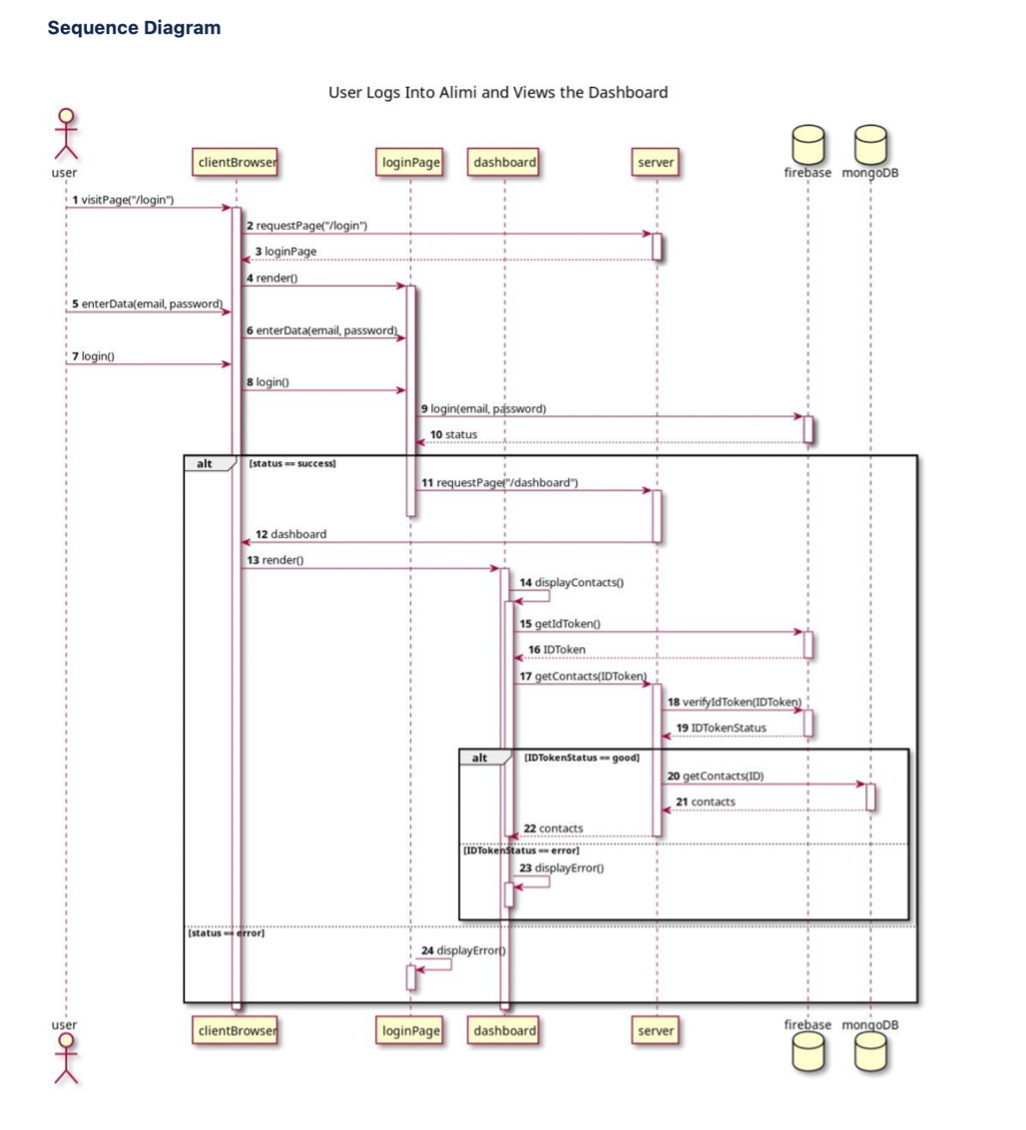 Sequence Diagram
User Logs Into Alimi and Views the Dashboard
user
clientBrowser
loginPage
dashboard
server
firebase
mongoDB
1 visitPage("/login")
2 requestPage("/login")
3 loginPage
4 render()
5 enterData(email, password)
6 enterData(email, password)
7 login()
8 login()
9 login(email, password)
10 status
alt [status == success]
11 requestPage("/dashboard")
12 dashboard
13 render()
14 displayContacts()
15 getIdToken()
16 IDToken
17 getContacts(IDToken)
18 verifyIdToken(IDToken)
19 IDTokenStatus
alt [IDTokenStatus == good]
20 getContacts(ID)
21 contacts
22 contacts
[IDTokenStatus == error]
23 displayError()
[status == error]
24 displayError()
user
clientBrowser
loginPage
dashboard
server
firebase
mongoDB